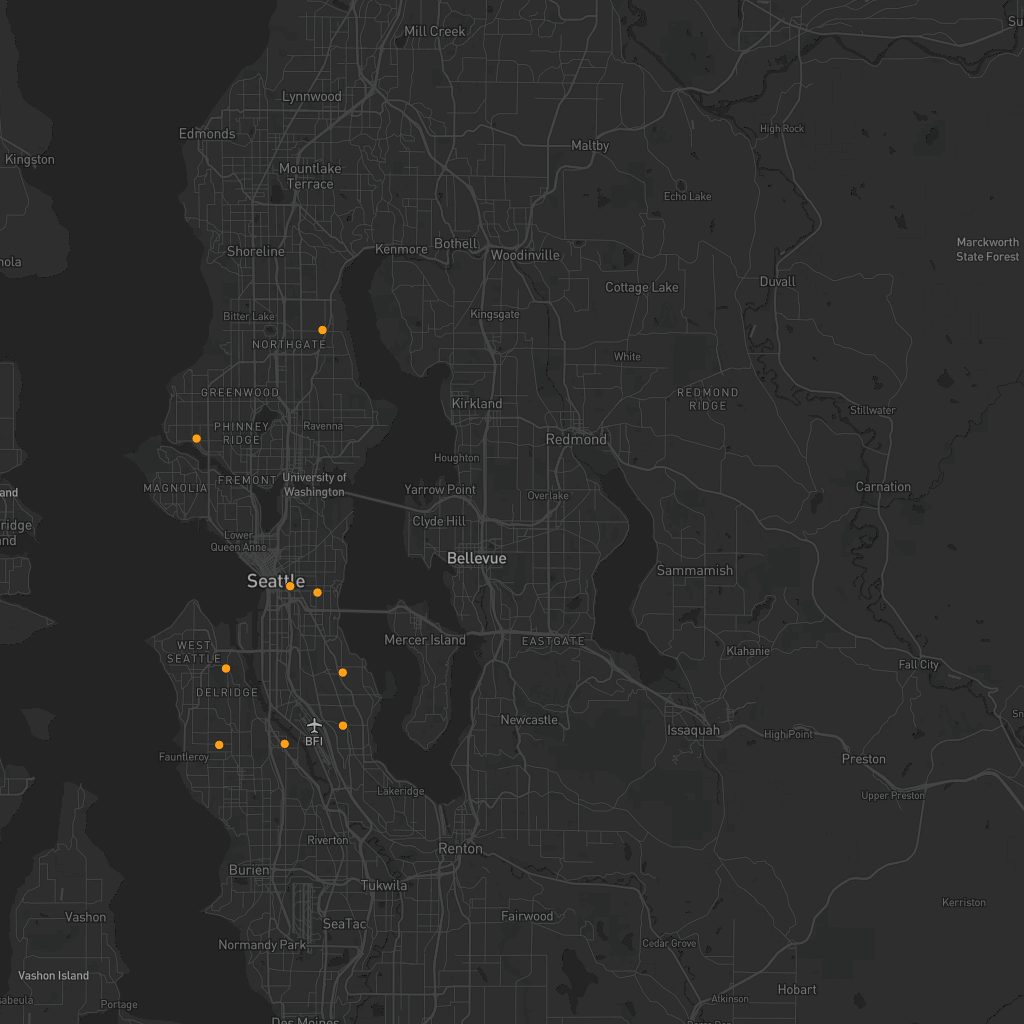 Mill Creek
Su
Lynnwood
Edmonds
High Rock
Maltby
Kingston
Mountlake
Terrace
Echo Lake
Shoreline
Kenmore
Bothell
Woodinville
Marckworth
State Forest
nola
Cottage Lake
Duvall
Bitter Lake
Kingsgate
NORTHGATE
White
GREENWOOD
REDMOND
RIDGE
Kirkland
Stillwater
PHINNEY
RIDGE
Ravenna
Redmond
Houghton
MAGNOLIA
FREMONT
University of
Washington
Yarrow Point
Overlake
Carnation
and
ridge
nd
Clyde Hill
Lower
Queen Anne
Bellevue
Seattle
Sammamish
WEST
SEATTLE
Mercer Island
EASTGATE
Klahanie
Fall City
DELRIDGE
Newcastle
Sn
BFI
Issaquah
High Point
Fauntleroy
Preston
Lakeridge
Upper Preston
Riverton
Renton
Burien
Tukwila
Kerriston
Vashon
SeaTac
Fairwood
Normandy Park
Cedar Grove
Vashon Island
Hobart
sabeula
Portage
Atkinson
Des Moines